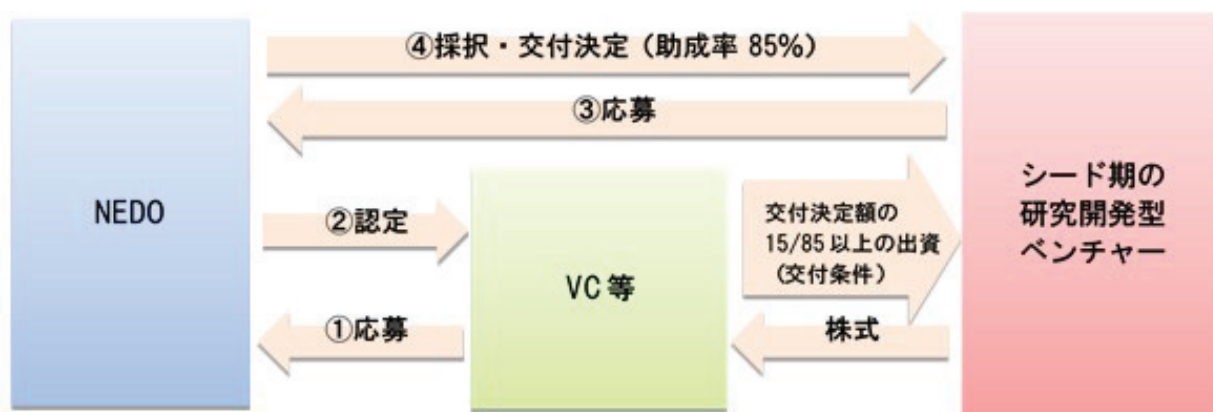 ④採択・交付決定（助成率 85%）
③応募
NEDO
②認定
①応募
VC 等
交付決定額の
15/85 以上の出資
（交付条件）
株式
シード期の
研究開発型
ベンチャー